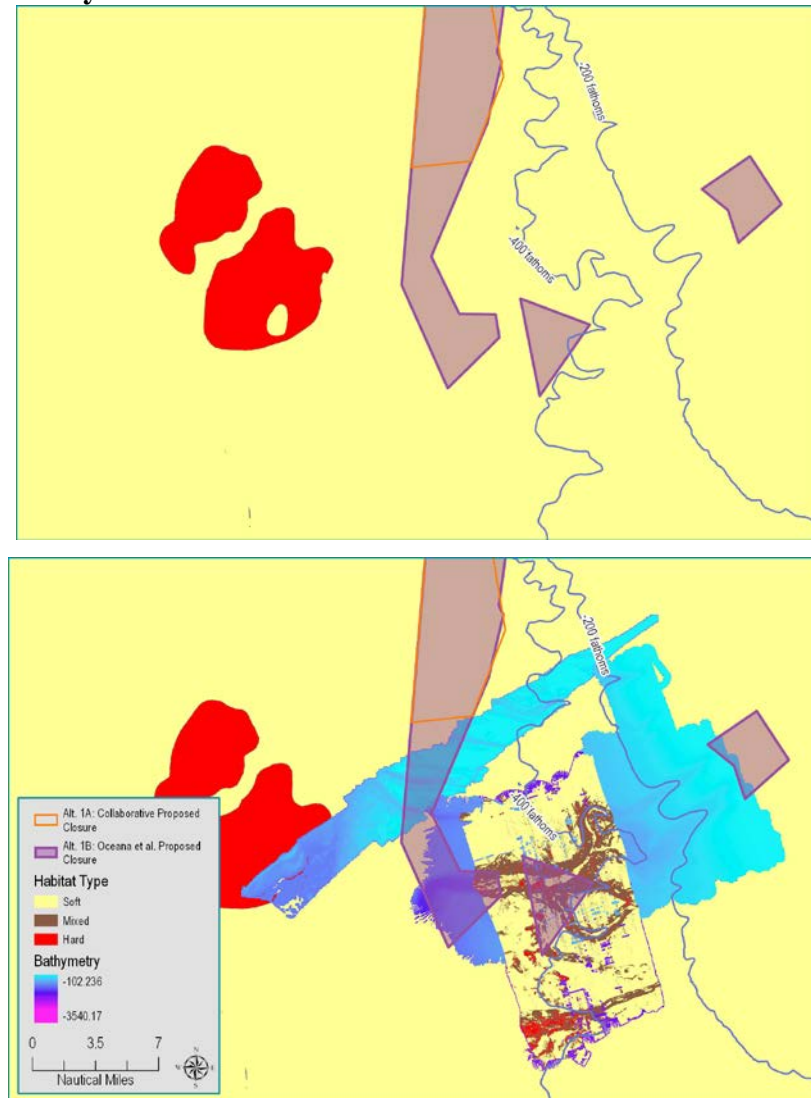 -200 fathoms
-400 fathoms
-200 fathoms
-400 fathoms
Alt. 1A: Collaborative Proposed
Closure
Alt. 1B: Oceana et al. Proposed
Closure
Habitat Type
Soft
Mixed
Hard
Bathymetry
-102.236
-3540.17
0 3.5 7
Nautical Miles